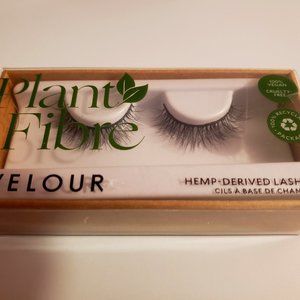 Plant
Fibre
100%
VEGAN
CRUELTY
FREE
VELOUR
HEMP-DERIVED LASH
CILS À BASE DE CHAN